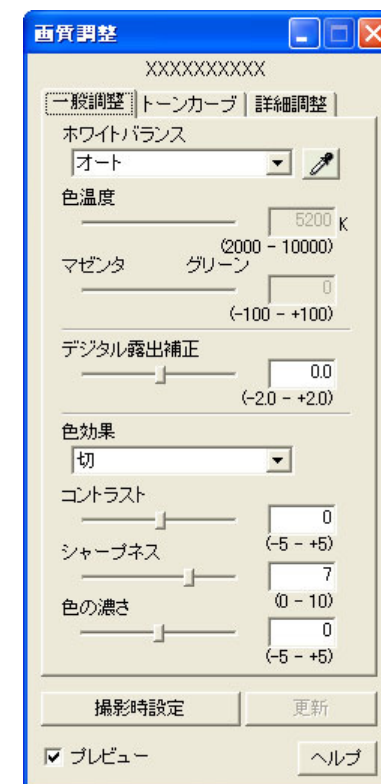 画質調整
XXXXXXXXXX
一般調整 トーンカーブ 詳細調整
ホワイトバランス
オート
色温度
5200 K
(2000 - 10000)
マゼンタ グリーン
0
(-100 - +100)
デジタル露出補正
0.0
(-2.0 - +2.0)
色効果
切
コントラスト
0
(-5 - +5)
シャープネス
7
(0 - 10)
色の濃さ
0
(-5 - +5)
撮影時設定 更新
プレビュー ヘルプ